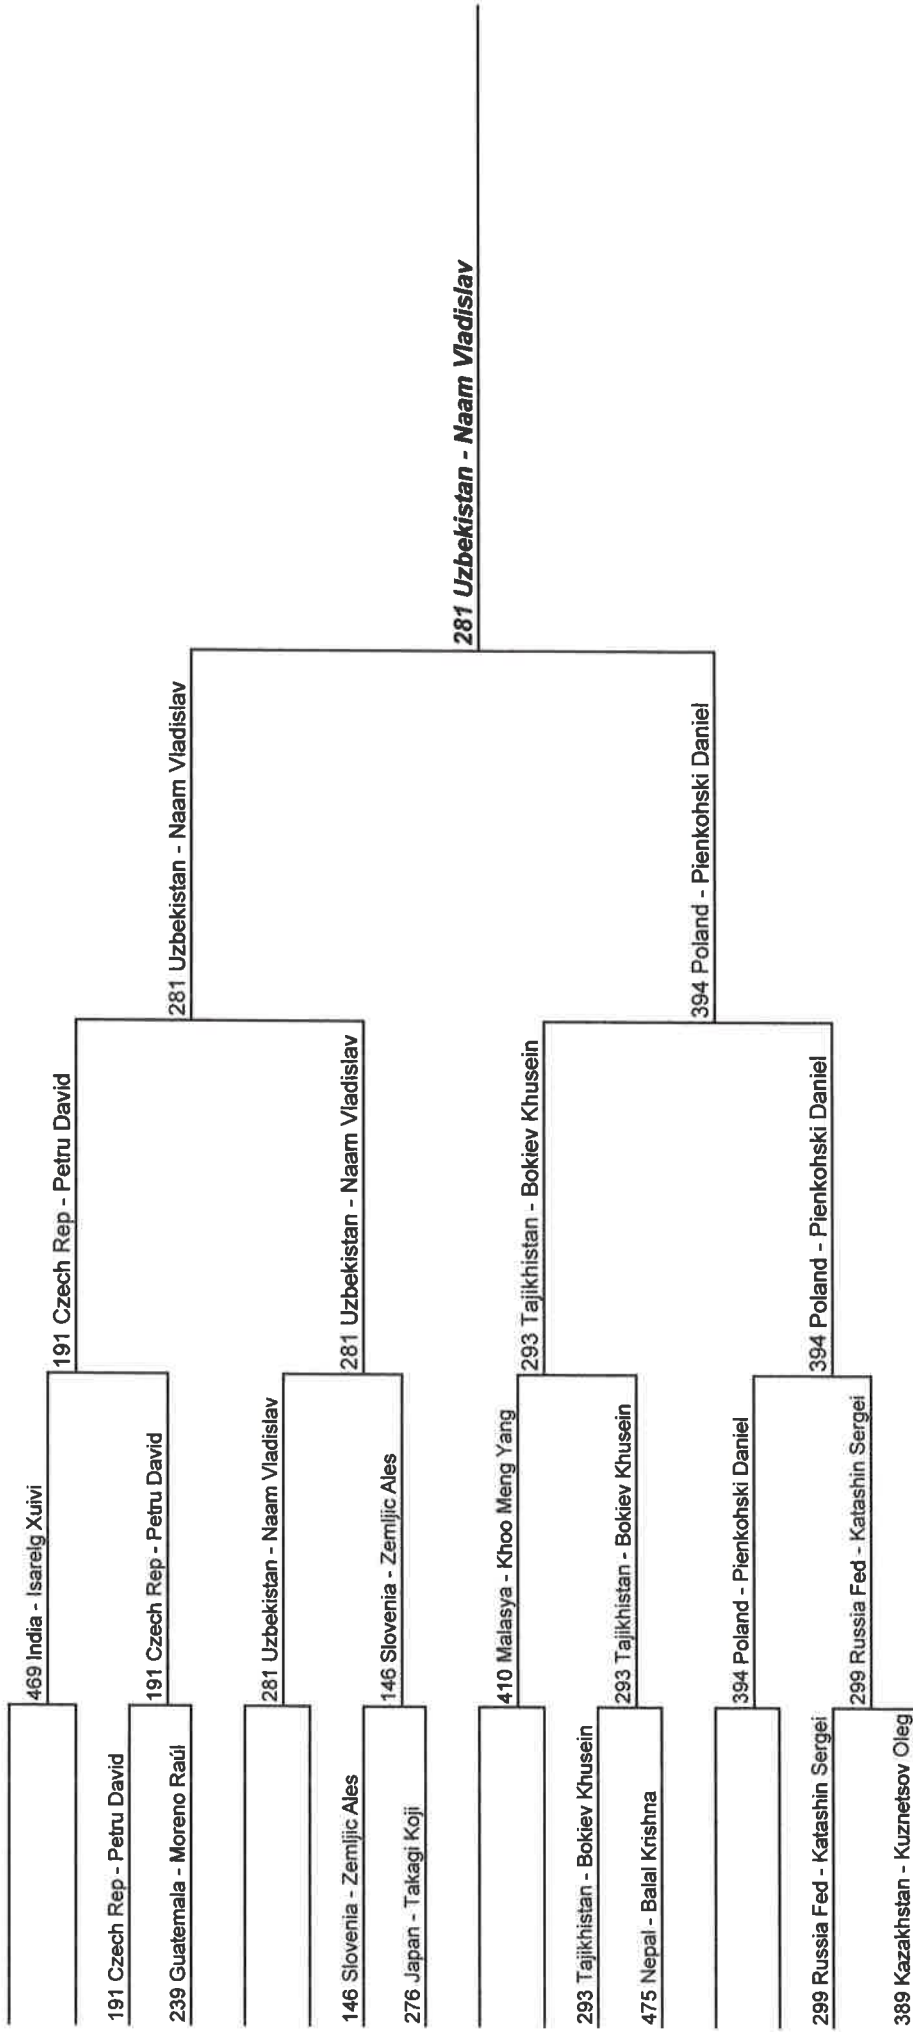 191 Czech Rep - Petru David
239 Guatemala - Moreno Raúl
146 Slovenia - Zemljic Ales
276 Japan - Takagi Koji
293 Tajikhistan - Bokiev Khusein
475 Nepal - Balal Krishna
299 Russia Fed - Katashin Sergei
389 Kazakhstan - Kuznetsov Oleg
469 India - Isarelg Xuivi
191 Czech Rep - Petru David
281 Uzbekistan - Naam Vladislav
146 Slovenia - Zemljic Ales
410 Malasya - Khoo Meng Yang
293 Tajikhistan - Bokiev Khusein
394 Poland - Pienkohski Daniel
299 Russia Fed - Katashin Sergei
191 Czech Rep - Petru David
281 Uzbekistan - Naam Vladislav
293 Tajikhistan - Bokiev Khusein
394 Poland - Pienkohski Daniel
281 Uzbekistan - Naam Vladislav
394 Poland - Pienkohski Daniel
281 Uzbekistan - Naam Vladislav